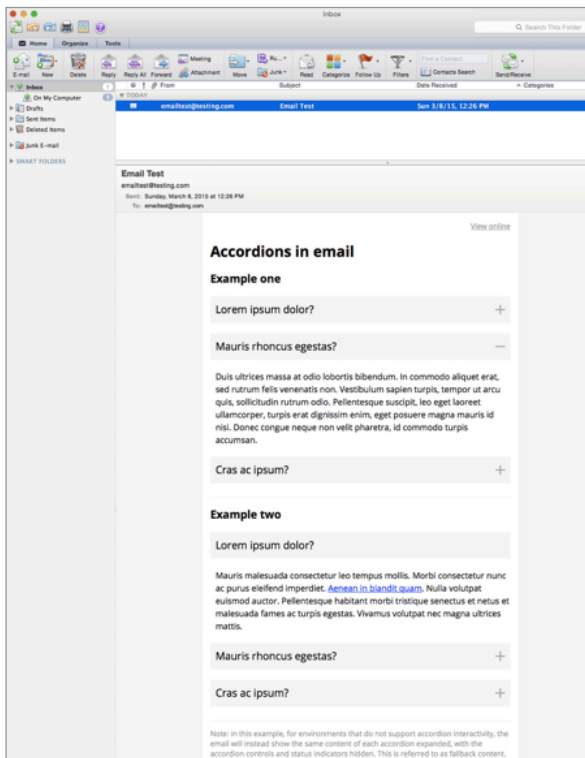 Inbox
Search This Folder
Home Organize Tools
E-mail New Delete Reply Reply All Forward Meeting Attachment Move Ru... Junk Read Categorize Follow Up Filters Find a Contact Contacts Search Send/Receive
Inbox 1
On My Computer 1
Drafts
Sent Items
Deleted Items
Junk E-mail
SMART FOLDERS
From Subject Date Received Categories
TODAY
emailtest@testing.com Email Test Sun 3/8/15, 12:26 PM
Email Test
emailtest@testing.com
Sent: Sunday, March 8, 2015 at 12:26 PM
To: emailtest@testing.com
View online
Accordions in email
Example one
Lorem ipsum dolor?
Mauris rhoncus egestas?
Duis ultrices massa at odio lobortis bibendum. In commodo aliquet erat,
sed rutrum felis venenatis non. Vestibulum sapien turpis, tempor ut arcu
quis, sollicitudin rutrum odio. Pellentesque suscipit, leo eget laoreet
ullamcorper, turpis erat dignissim enim, eget posuere magna mauris id
nisi. Donec congue neque non velit pharetra, id commodo turpis
accumsan.
Cras ac ipsum?
Example two
Lorem ipsum dolor?
Mauris malesuada consectetur leo tempus mollis. Morbi consectetur nunc
ac purus eleifend imperdiet. Aenean in blandit quam. Nulla volutpat
euismod auctor. Pellentesque habitant morbi tristique senectus et netus et
malesuada fames ac turpis egestas. Vivamus volutpat nec magna ultrices
mattis.
Mauris rhoncus egestas?
Cras ac ipsum?
Note: in this example, for environments that do not support accordion interactivity, the
email will instead show the same content of each accordion expanded, with the
accordion controls and status indicators hidden. This is referred to as fallback content.